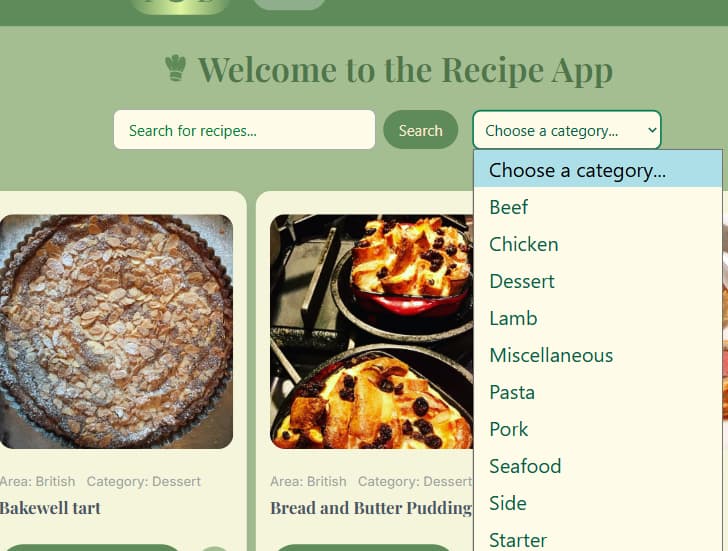 Welcome to the Recipe App
Search for recipes...
Search
Choose a category...
Choose a category...
Beef
Chicken
Dessert
Lamb
Miscellaneous
Pasta
Pork
Seafood
Side
Starter
Area: British Category: Dessert
Bakewell tart
Area: British Category: Dessert
Bread and Butter Pudding